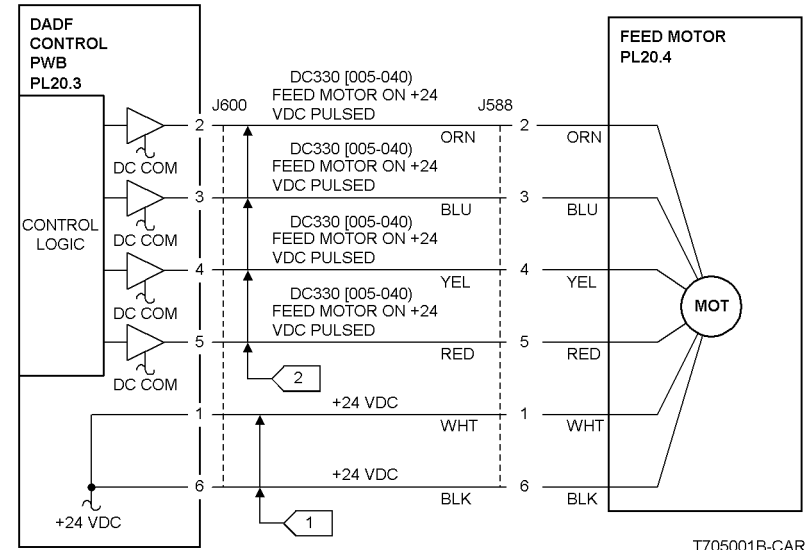 DADF
CONTROL
PWB
PL20.3
FEED MOTOR
PL20.4
J600
J588
DC330 [005-040)
FEED MOTOR ON +24
VDC PULSED
2
ORN
2
ORN
DC COM
DC330 [005-040)
FEED MOTOR ON +24
VDC PULSED
3
BLU
3
BLU
DC COM
CONTROL
LOGIC
DC330 [005-040)
FEED MOTOR ON +24
VDC PULSED
4
YEL
4
YEL
DC COM
MOT
DC330 [005-040)
FEED MOTOR ON +24
VDC PULSED
5
RED
5
RED
DC COM
2
+24 VDC
1
WHT
1
WHT
+24 VDC
6
BLK
6
BLK
+24 VDC
1
T705001B-CAR